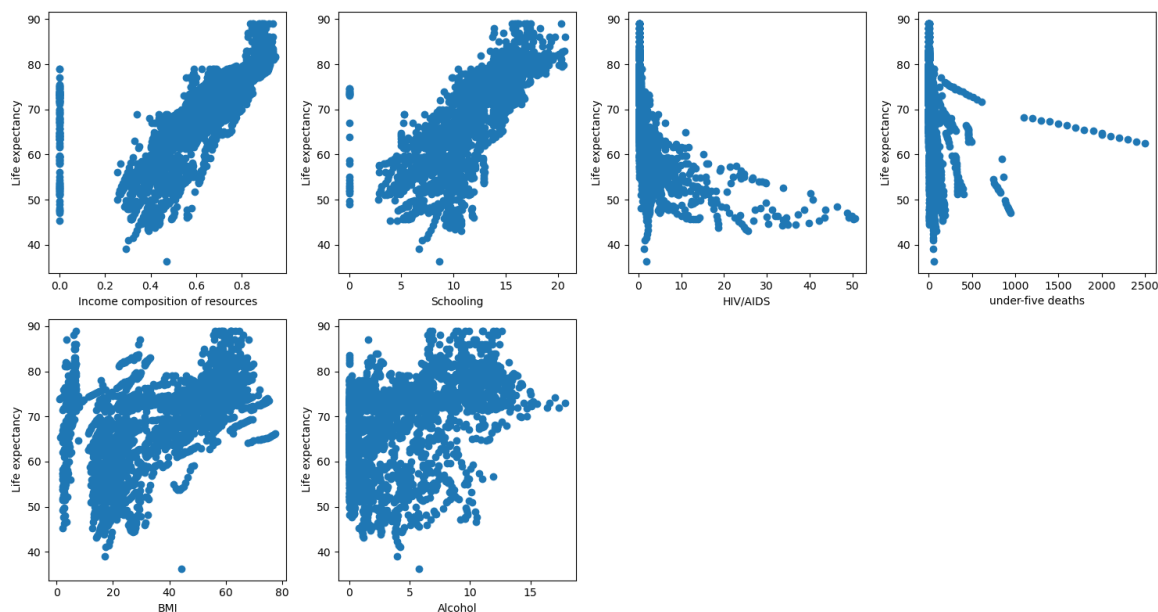 Life expectancy
90
80
70
60
50
40
0.0 0.2 0.4 0.6 0.8
Income composition of resources
Life expectancy
90
80
70
60
50
40
0 5 10 15 20
Schooling
Life expectancy
90
80
70
60
50
40
0 10 20 30 40 50
HIV/AIDS
Life expectancy
90
80
70
60
50
40
0 500 1000 1500 2000 2500
under-five deaths
Life expectancy
90
80
70
60
50
40
0 20 40 60 80
BMI
Life expectancy
90
80
70
60
50
40
0 5 10 15
Alcohol